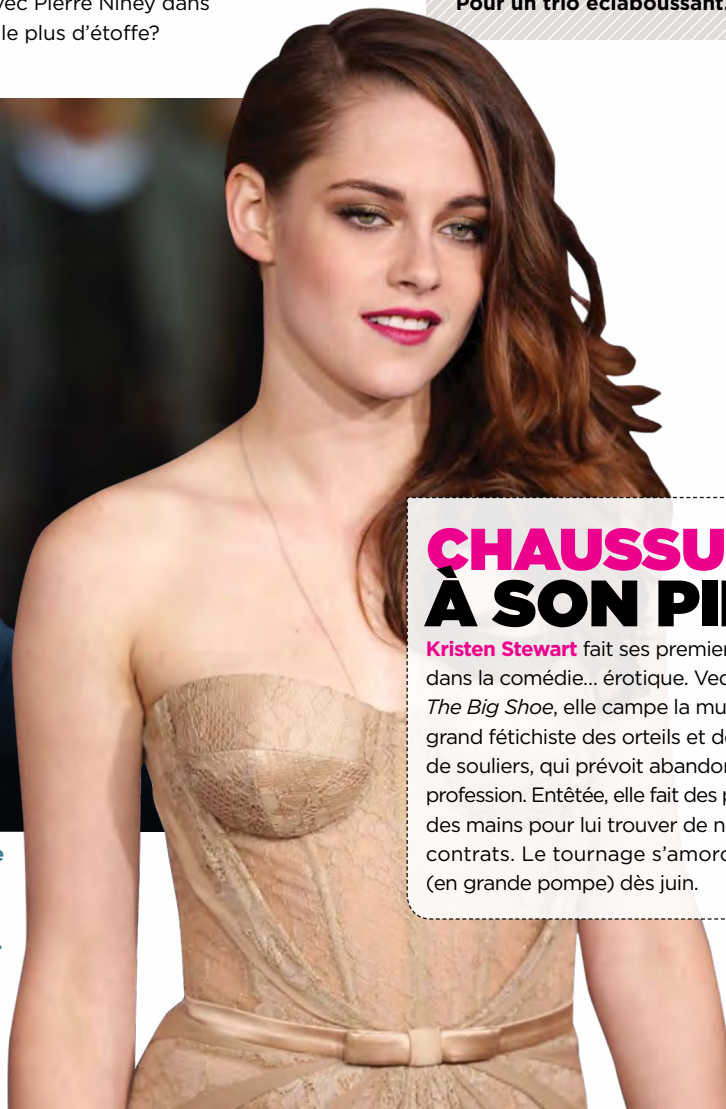 vec Pierre Niney dans
le plus d’étoffe?
Pour un trio éclaboussant.
CHAUSSU
À SON PI
Kristen Stewart fait ses premier
dans la comédie... érotique. Ved
The Big Shoe, elle campe la mu
grand fétichiste des orteils et d
de souliers, qui prévoit abandon
profession. Entêtée, elle fait des p
des mains pour lui trouver de n
contrats. Le tournage s’amorc
(en grande pompe) dès juin.
e